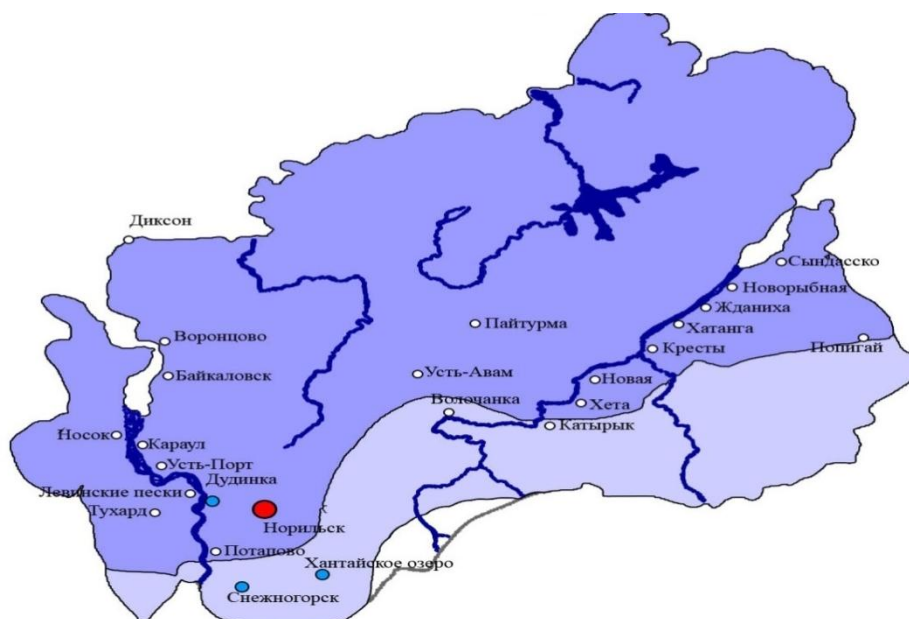 Диксон
Сындасско
Новорыбная
Жданиха
Пайтурма
Хатанга
Воронцово
Кресты
Попигай
Байкаловск
Усть-Авам
Новая
Волочанка
Хета
Катырык
Носок
Караул
Усть-Порт
Дудинка
Левинские пески
Тухард
Норильск
Потапово
Хантайское озеро
Снежногорск